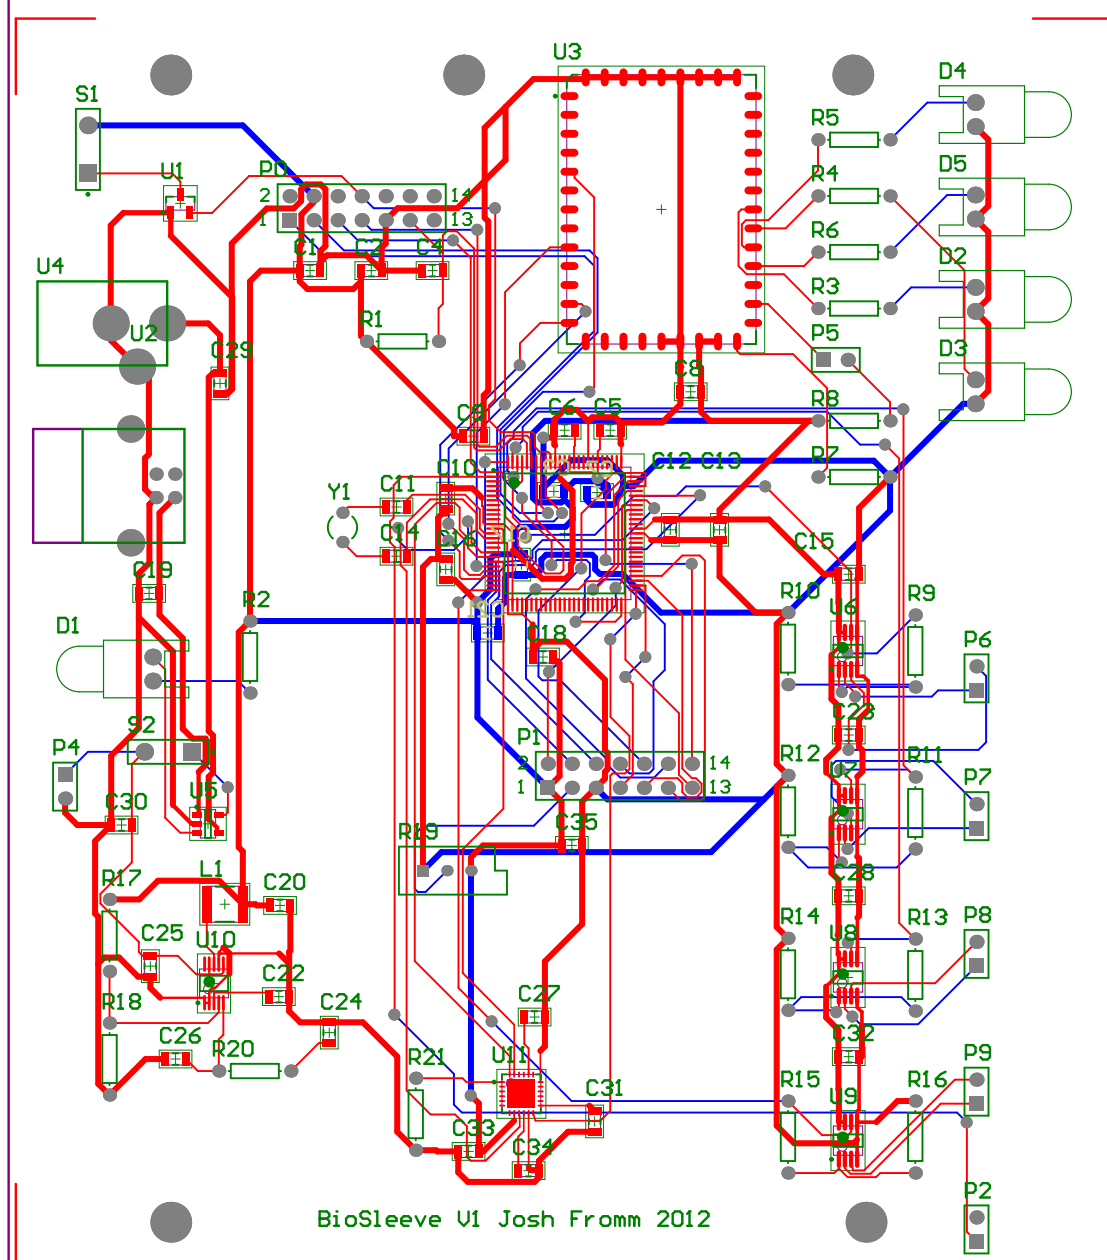 U3
D4
S1
R5
P0
U1
D5
2
14
R4
1
13
R6
C1
C2
C4
D2
U4
R3
R1
P5
U2
D3
C29
C8
R8
C9
C6
C5
R7
C10
C12
C13
C11
Y1
C14
C16
C15
C19
R10
R9
R2
U6
D1
C18
P6
C23
S2
P4
P1
2
14
1
13
R12
R11
U7
P7
U5
C30
R19
C35
L1
C28
R17
C20
C25
U10
R14
R13
U8
P8
C22
R18
C24
C27
C32
C26
R20
R21
U11
P9
C31
R15
R16
U9
C33
C34
P2
BioSleeve V1 Josh Fromm 2012